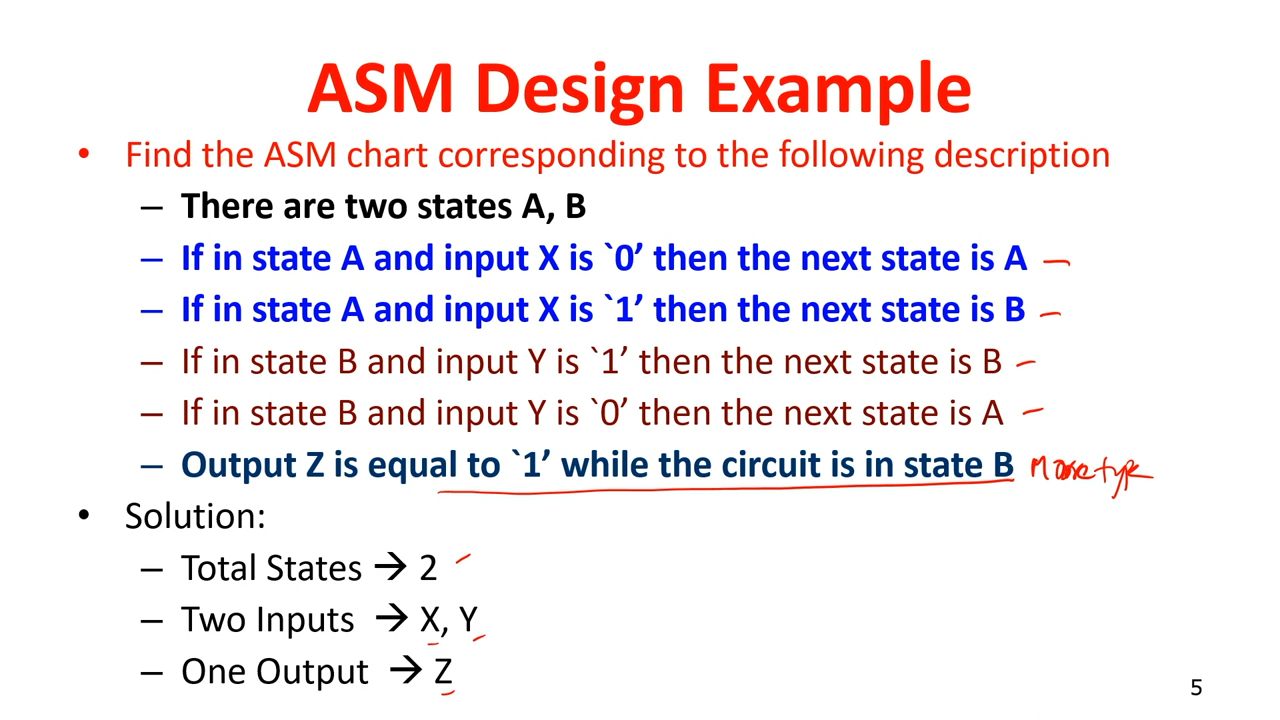 ASM Design Example
• Find the ASM chart corresponding to the following description
– There are two states A, B
– If in state A and input X is `0’ then the next state is A
– If in state A and input X is `1’ then the next state is B
– If in state B and input Y is `1’ then the next state is B
– If in state B and input Y is `0’ then the next state is A
– Output Z is equal to `1’ while the circuit is in state B
• Solution:
– Total States → 2
– Two Inputs → X, Y
– One Output → Z
5